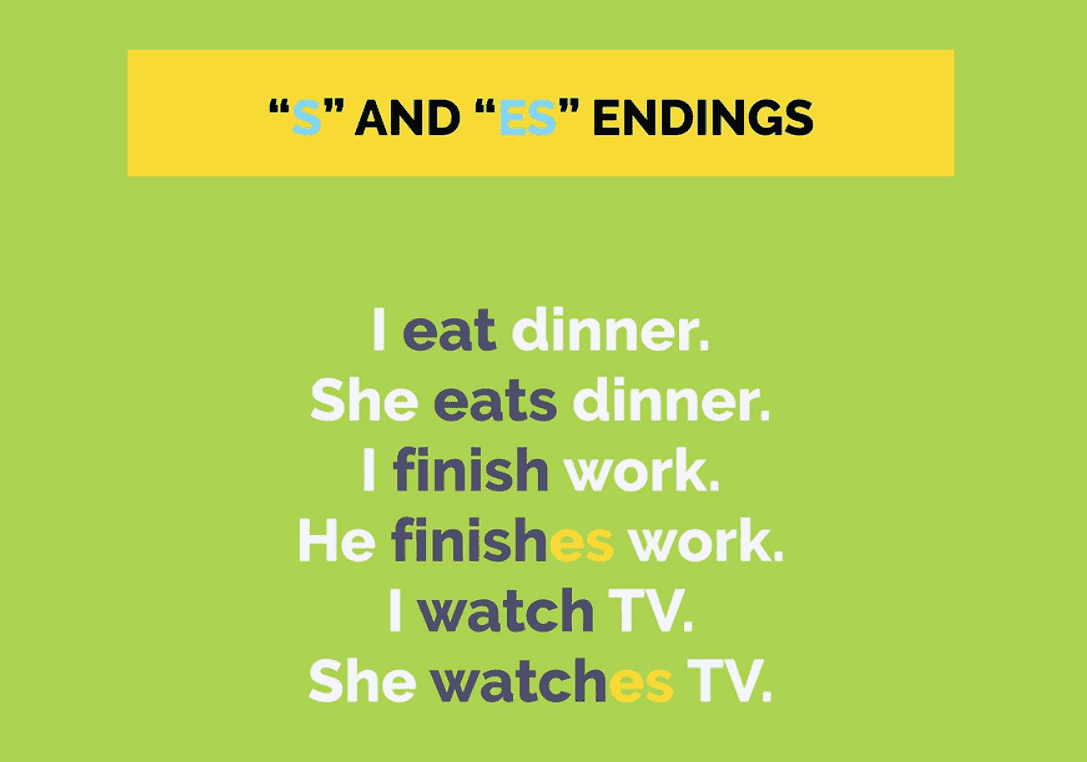 “S” AND “ES” ENDINGS
I eat dinner.
She eats dinner.
I finish work.
He finishes work.
I watch TV.
She watches TV.